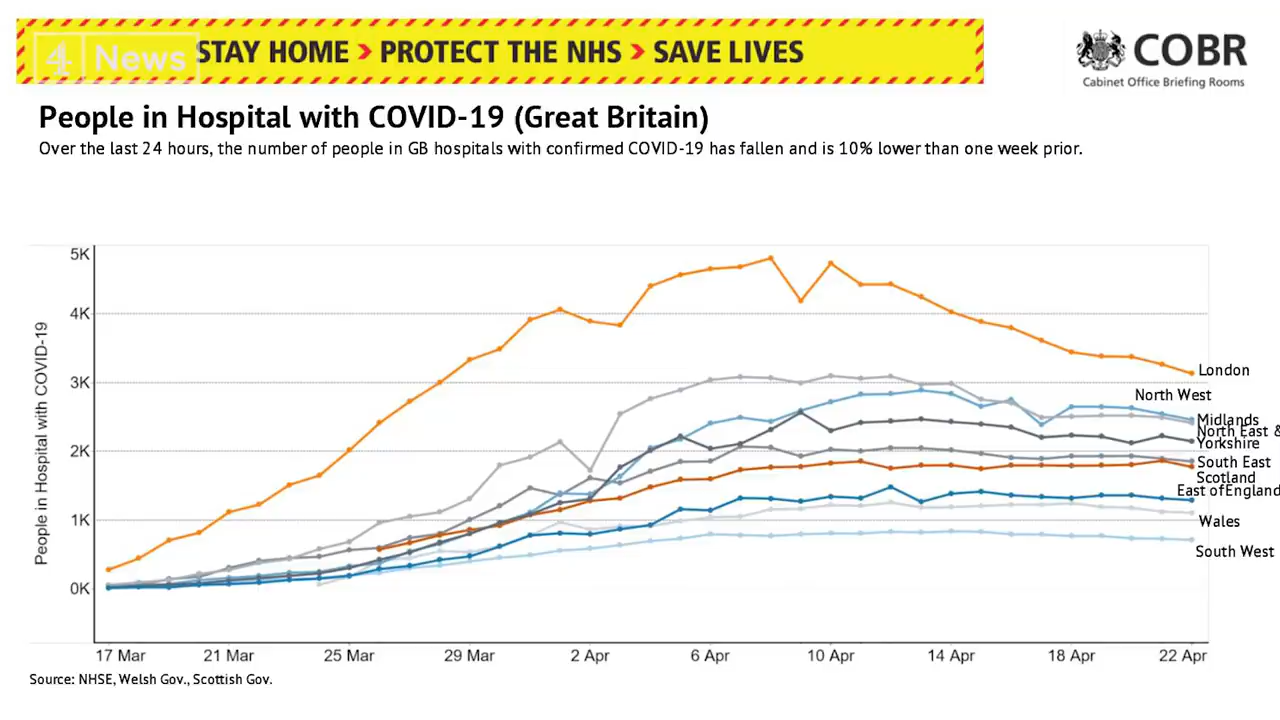 4 News
STAY HOME > PROTECT THE NHS > SAVE LIVES
COBR
Cabinet Office Briefing Rooms
People in Hospital with COVID-19 (Great Britain)
Over the last 24 hours, the number of people in GB hospitals with confirmed COVID-19 has fallen and is 10% lower than one week prior.
People in Hospital with COVID-19
5K
4K
3K
2K
1K
0K
London
North West
Midlands
North East &
Yorkshire
South East
Scotland
East of England
Wales
South West
17 Mar
21 Mar
25 Mar
29 Mar
2 Apr
6 Apr
10 Apr
14 Apr
18 Apr
22 Apr
Source: NHSE, Welsh Gov., Scottish Gov.